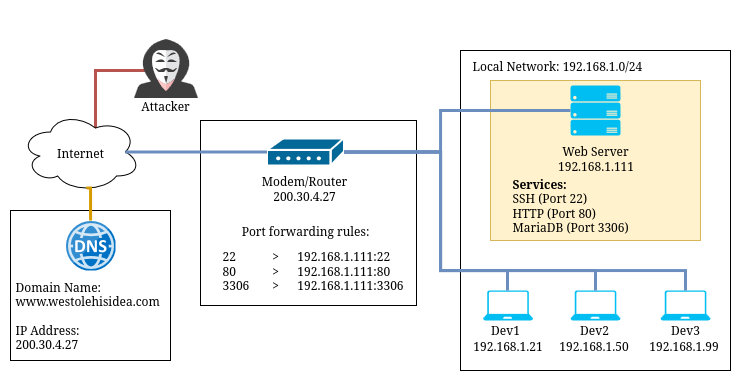 Attacker
Internet
DNS
Domain Name:
www.westolehisidea.com
IP Address:
200.30.4.27
Modem/Router
200.30.4.27
Port forwarding rules:
22 > 192.168.1.111:22
80 > 192.168.1.111:80
3306 > 192.168.1.111:3306
Local Network: 192.168.1.0/24
Web Server
192.168.1.111
Services:
SSH (Port 22)
HTTP (Port 80)
MariaDB (Port 3306)
Dev1
192.168.1.21
Dev2
192.168.1.50
Dev3
192.168.1.99